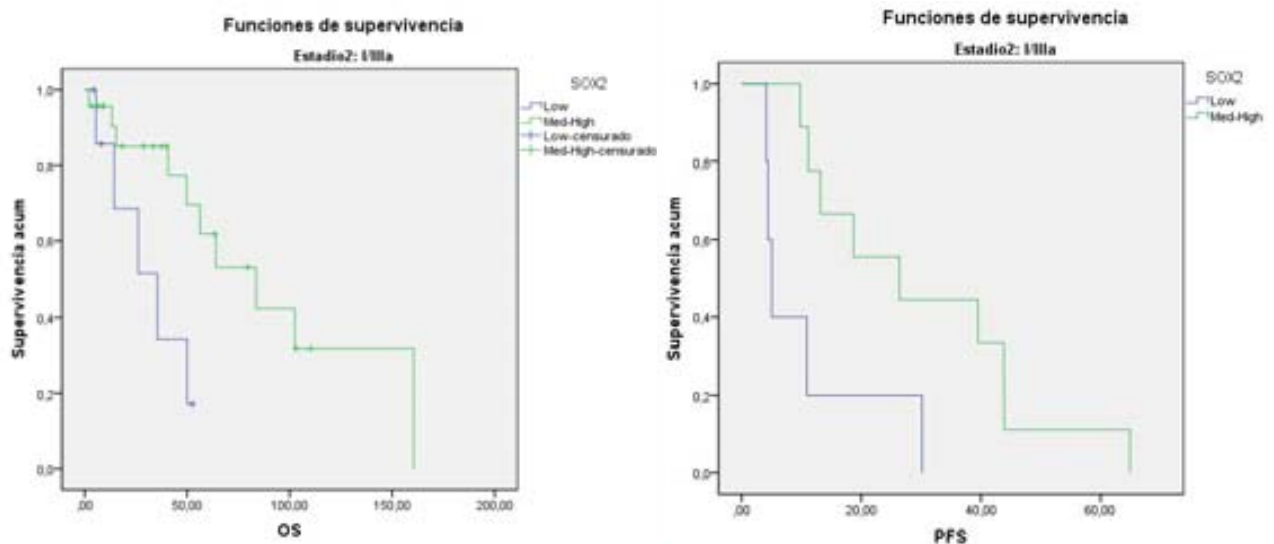 Funciones de supervivencia
Estadio2: I/IIIa
SOX2
Low
Med-High
Low-censurado
Med-High-censurado
Supervivencia acum
1,0
0,8
0,6
0,4
0,2
0,0
,00 50,00 100,00 150,00 200,00
OS
Funciones de supervivencia
Estadio2: I/IIIa
SOX2
Low
Med-High
Supervivencia acum
1,0
0,8
0,6
0,4
0,2
0,0
,00 20,00 40,00 60,00
PFS